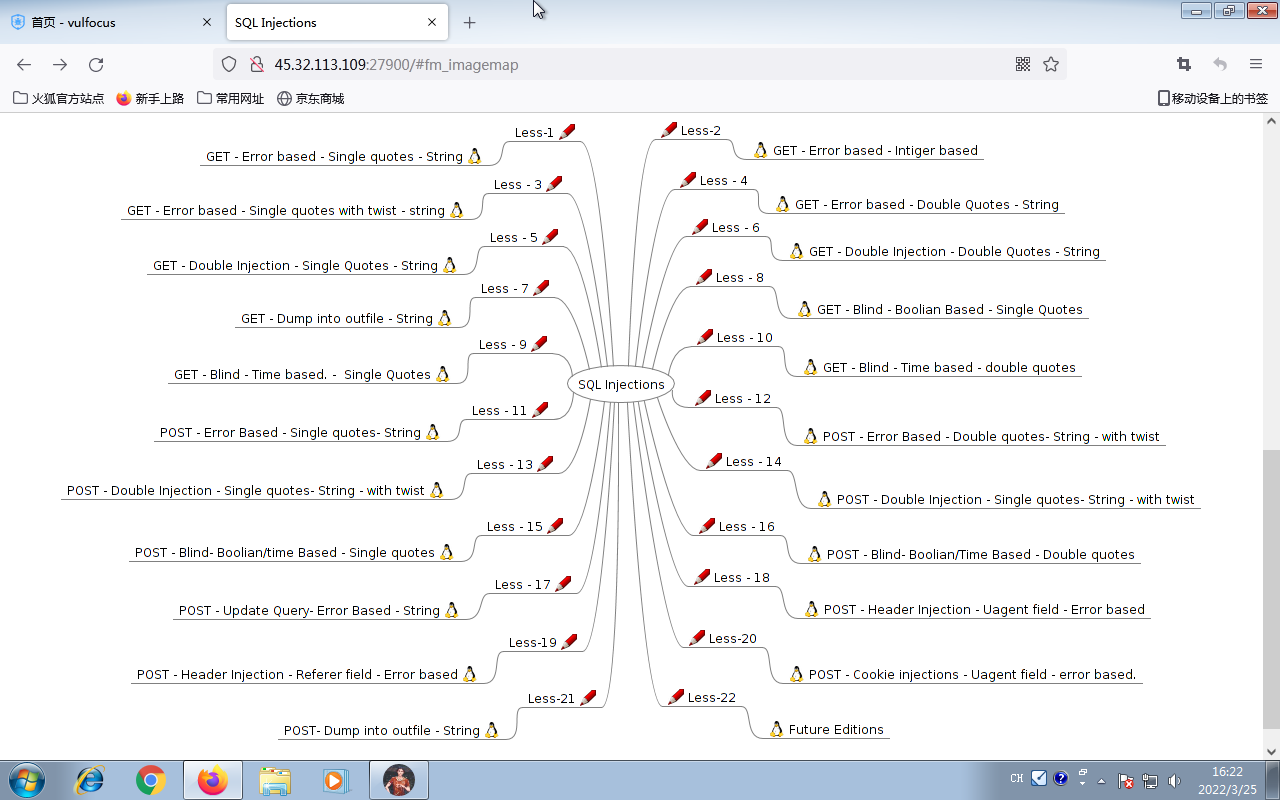 首页 - vulfocus
SQL Injections
45.32.113.109:27900/#fm_imagemap
火狐官方站点
新手上路
常用网址
京东商城
移动设备上的书签
Less-1
GET - Error based - Single quotes - String
Less-2
GET - Error based - Intiger based
Less - 3
GET - Error based - Single quotes with twist - string
Less - 4
GET - Error based - Double Quotes - String
Less - 5
GET - Double Injection - Single Quotes - String
Less - 6
GET - Double Injection - Double Quotes - String
Less - 7
GET - Dump into outfile - String
Less - 8
GET - Blind - Boolian Based - Single Quotes
Less - 9
GET - Blind - Time based. - Single Quotes
Less - 10
GET - Blind - Time based - double quotes
SQL Injections
Less - 11
POST - Error Based - Single quotes- String
Less - 12
POST - Error Based - Double quotes- String - with twist
Less - 13
POST - Double Injection - Single quotes- String - with twist
Less - 14
POST - Double Injection - Single quotes- String - with twist
Less - 15
POST - Blind- Boolian/time Based - Single quotes
Less - 16
POST - Blind- Boolian/Time Based - Double quotes
Less - 17
POST - Update Query- Error Based - String
Less - 18
POST - Header Injection - Uagent field - Error based
Less-19
POST - Header Injection - Referer field - Error based
Less-20
POST - Cookie injections - Uagent field - error based.
Less-21
POST- Dump into outfile - String
Less-22
Future Editions
CH
16:22
2022/3/25